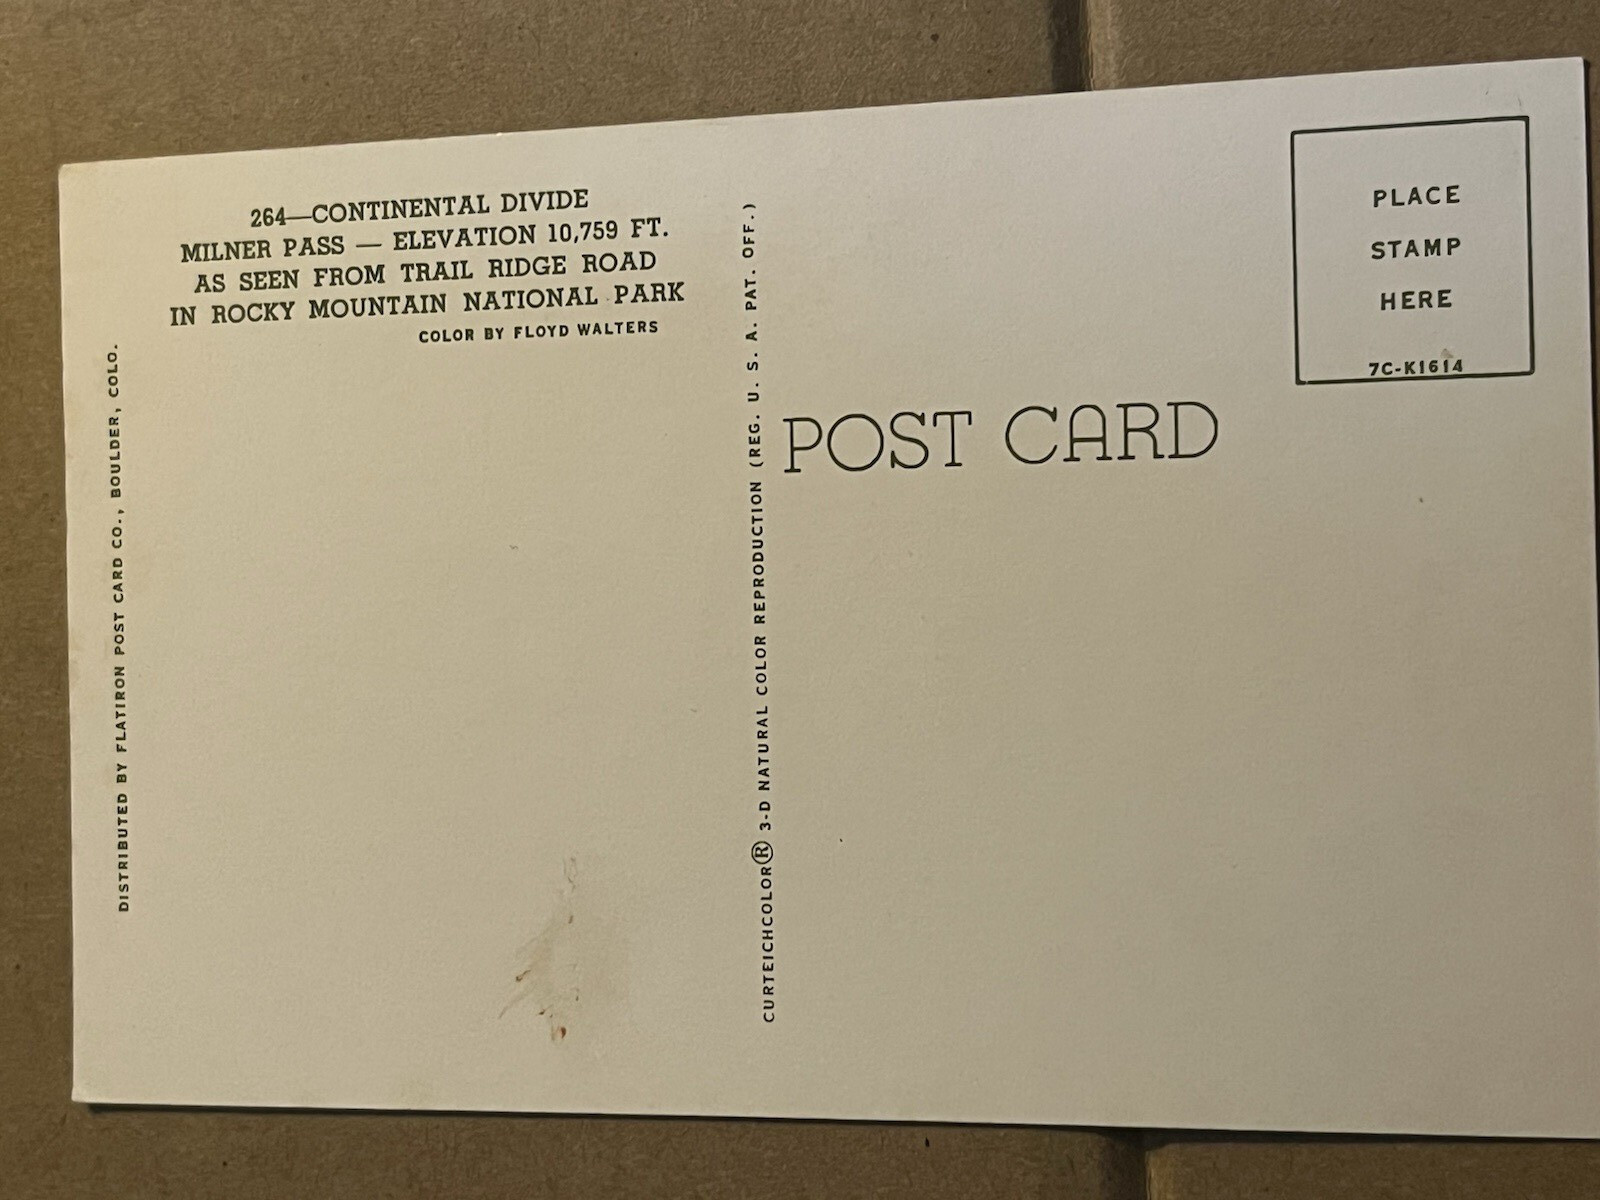 264—CONTINENTAL DIVIDE
MILNER PASS — ELEVATION 10,759 FT.
AS SEEN FROM TRAIL RIDGE ROAD
IN ROCKY MOUNTAIN NATIONAL PARK
COLOR BY FLOYD WALTERS
DISTRIBUTED BY FLATIRON POST CARD CO., BOULDER, COLO.
CURTEICHCOLOR® 3-D NATURAL COLOR REPRODUCTION (REG. U. S. A. PAT. OFF.)
POST CARD
PLACE
STAMP
HERE
7C-K1614